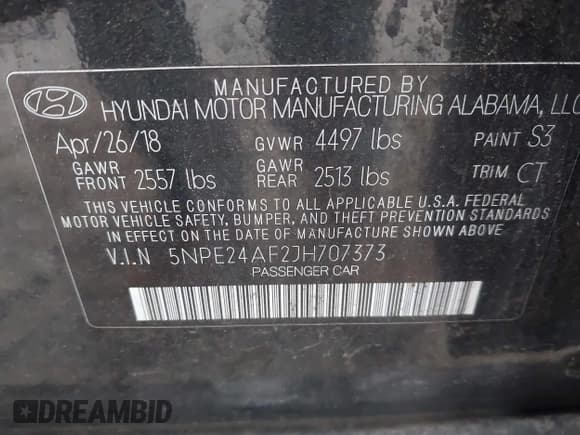 MANUFACTURED BY
HYUNDAI MOTOR MANUFACTURING ALABAMA, LLC
Apr/26/18 GVWR 4497 lbs PAINT S3
GAWR FRONT 2557 lbs GAWR REAR 2513 lbs TRIM CT
THIS VEHICLE CONFORMS TO ALL APPLICABLE U.S.A. FEDERAL
MOTOR VEHICLE SAFETY, BUMPER, AND THEFT PREVENTION STANDARDS
IN EFFECT ON THE DATE OF MANUFACTURE SHOWN ABOVE
V.I.N 5NPE24AF2JH707373
PASSENGER CAR
DREAMBID